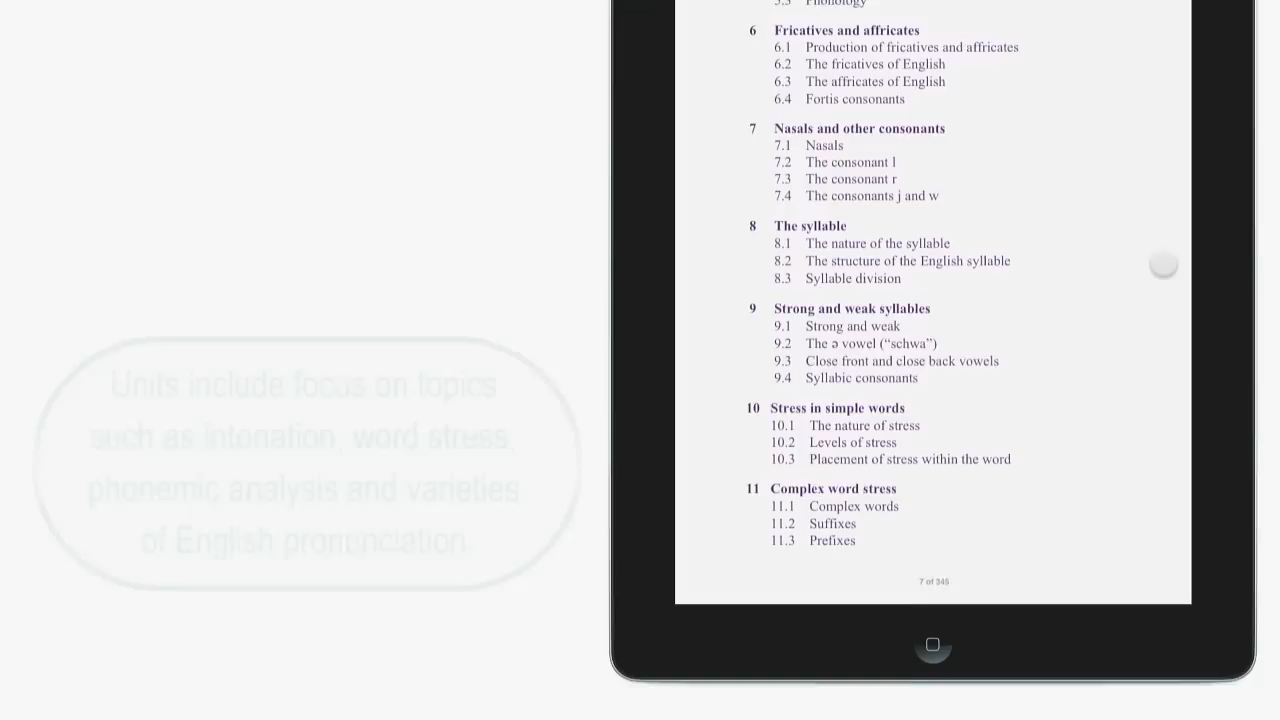 5.5 Phonology
6 Fricatives and affricates
6.1 Production of fricatives and affricates
6.2 The fricatives of English
6.3 The affricates of English
6.4 Fortis consonants
7 Nasals and other consonants
7.1 Nasals
7.2 The consonant l
7.3 The consonant r
7.4 The consonants j and w
8 The syllable
8.1 The nature of the syllable
8.2 The structure of the English syllable
8.3 Syllable division
9 Strong and weak syllables
9.1 Strong and weak
9.2 The ə vowel (“schwa”)
9.3 Close front and close back vowels
9.4 Syllabic consonants
10 Stress in simple words
10.1 The nature of stress
10.2 Levels of stress
10.3 Placement of stress within the word
11 Complex word stress
11.1 Complex words
11.2 Suffixes
11.3 Prefixes
7 of 345
Units include focus on topics
such as intonation, word stress,
phonemic analysis and varieties
of English pronunciation